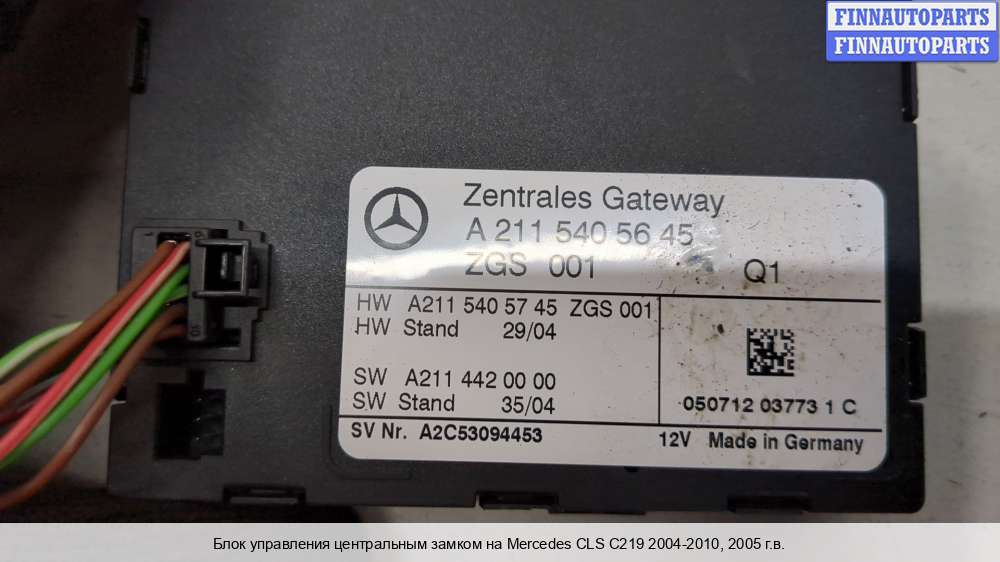 FINNAUTOPARTS
FINNAUTOPARTS
Zentrales Gateway
A 211 540 56 45
ZGS 001 Q1
HW A211 540 57 45 ZGS 001
HW Stand 29/04
SW A211 442 00 00
SW Stand 35/04
050712 03773 1 C
SV Nr. A2C53094453 12V Made in Germany
Блок управления центральным замком на Mercedes CLS C219 2004-2010, 2005 г.в.